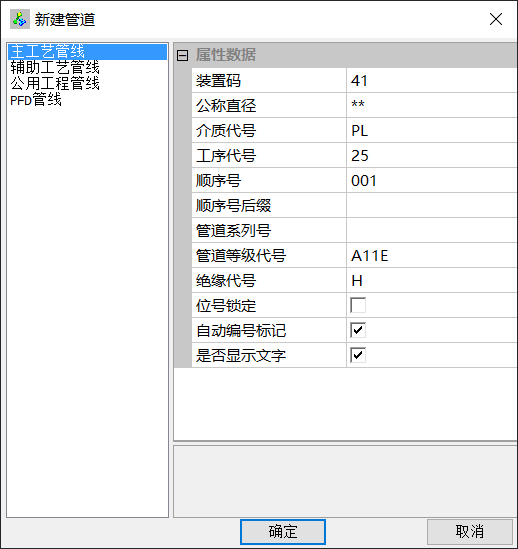 新建管道
主工艺管线
辅助工艺管线
公用工程管线
PFD管线
属性数据
装置码 41
公称直径 **
介质代号 PL
工序代号 25
顺序号 001
顺序号后缀
管道系列号
管道等级代号 A11E
绝缘代号 H
位号锁定
自动编号标记
是否显示文字
确定
取消